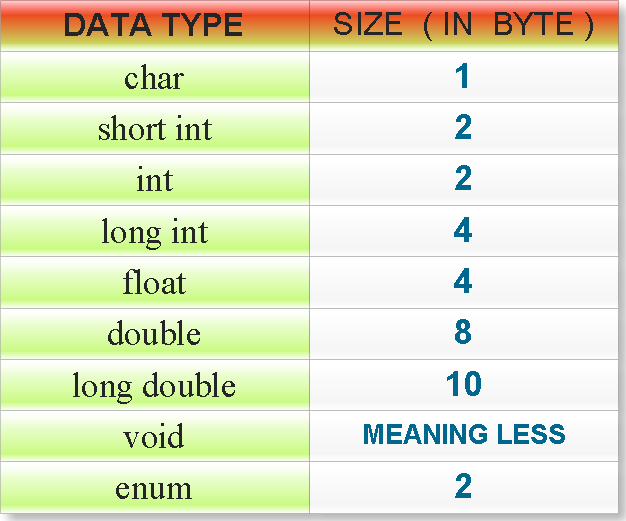 DATA TYPE SIZE ( IN BYTE )
char 1
short int 2
int 2
long int 4
float 4
double 8
long double 10
void MEANING LESS
enum 2